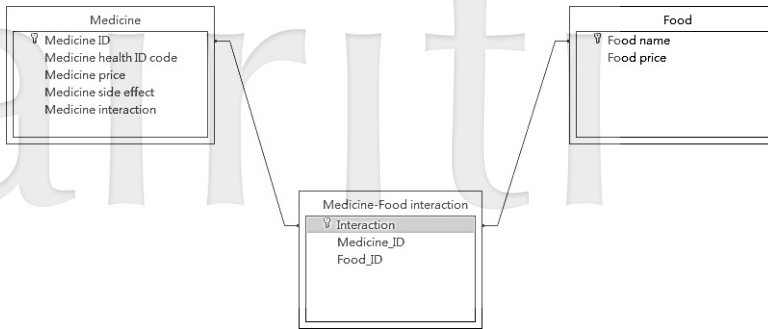 Medicine
Medicine ID
Medicine health ID code
Medicine price
Medicine side effect
Medicine interaction
Food
Food name
Food price
Medicine-Food interaction
Interaction
Medicine_ID
Food_ID
airiti